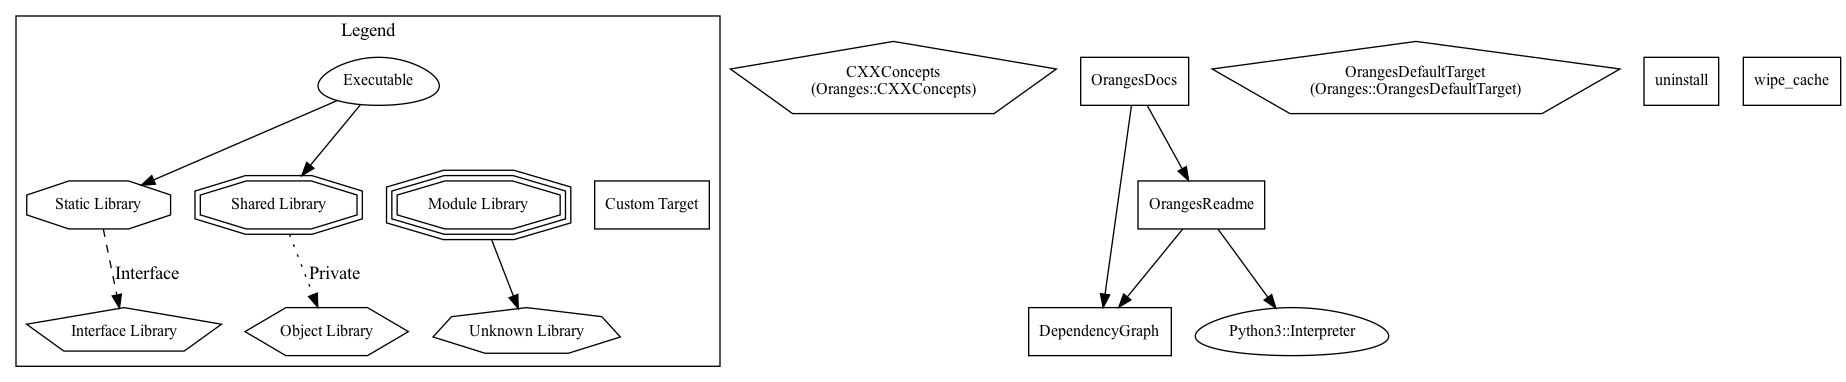 Legend
Executable
Static Library
Shared Library
Module Library
Custom Target
Interface
Private
Interface Library
Object Library
Unknown Library
CXXConcepts
(Oranges::CXXConcepts)
OrangesDocs
OrangesDefaultTarget
(Oranges::OrangesDefaultTarget)
uninstall
wipe_cache
OrangesReadme
DependencyGraph
Python3::Interpreter